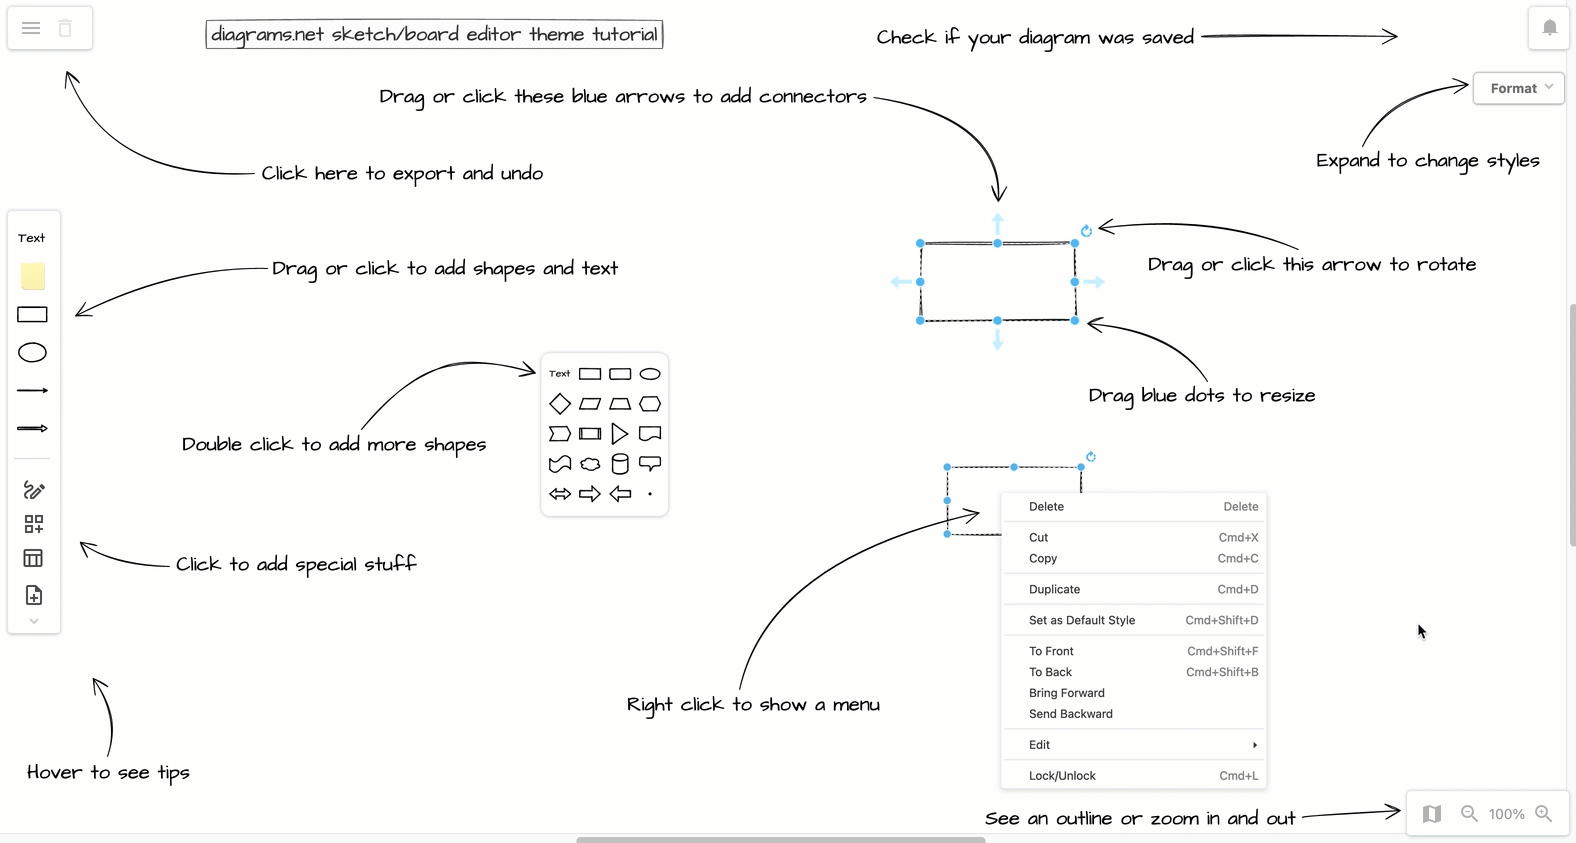 diagrams.net sketch/board editor theme tutorial
Check if your diagram was saved
Drag or click these blue arrows to add connectors
Format
Expand to change styles
Click here to export and undo
Text
Drag or click to add shapes and text
Drag or click this arrow to rotate
Drag blue dots to resize
Text
Double click to add more shapes
Click to add special stuff
Delete Delete
Cut Cmd+X
Copy Cmd+C
Duplicate Cmd+D
Set as Default Style Cmd+Shift+D
To Front Cmd+Shift+F
To Back Cmd+Shift+B
Bring Forward
Send Backward
Edit
Lock/Unlock Cmd+L
Right click to show a menu
Hover to see tips
See an outline or zoom in and out
100%